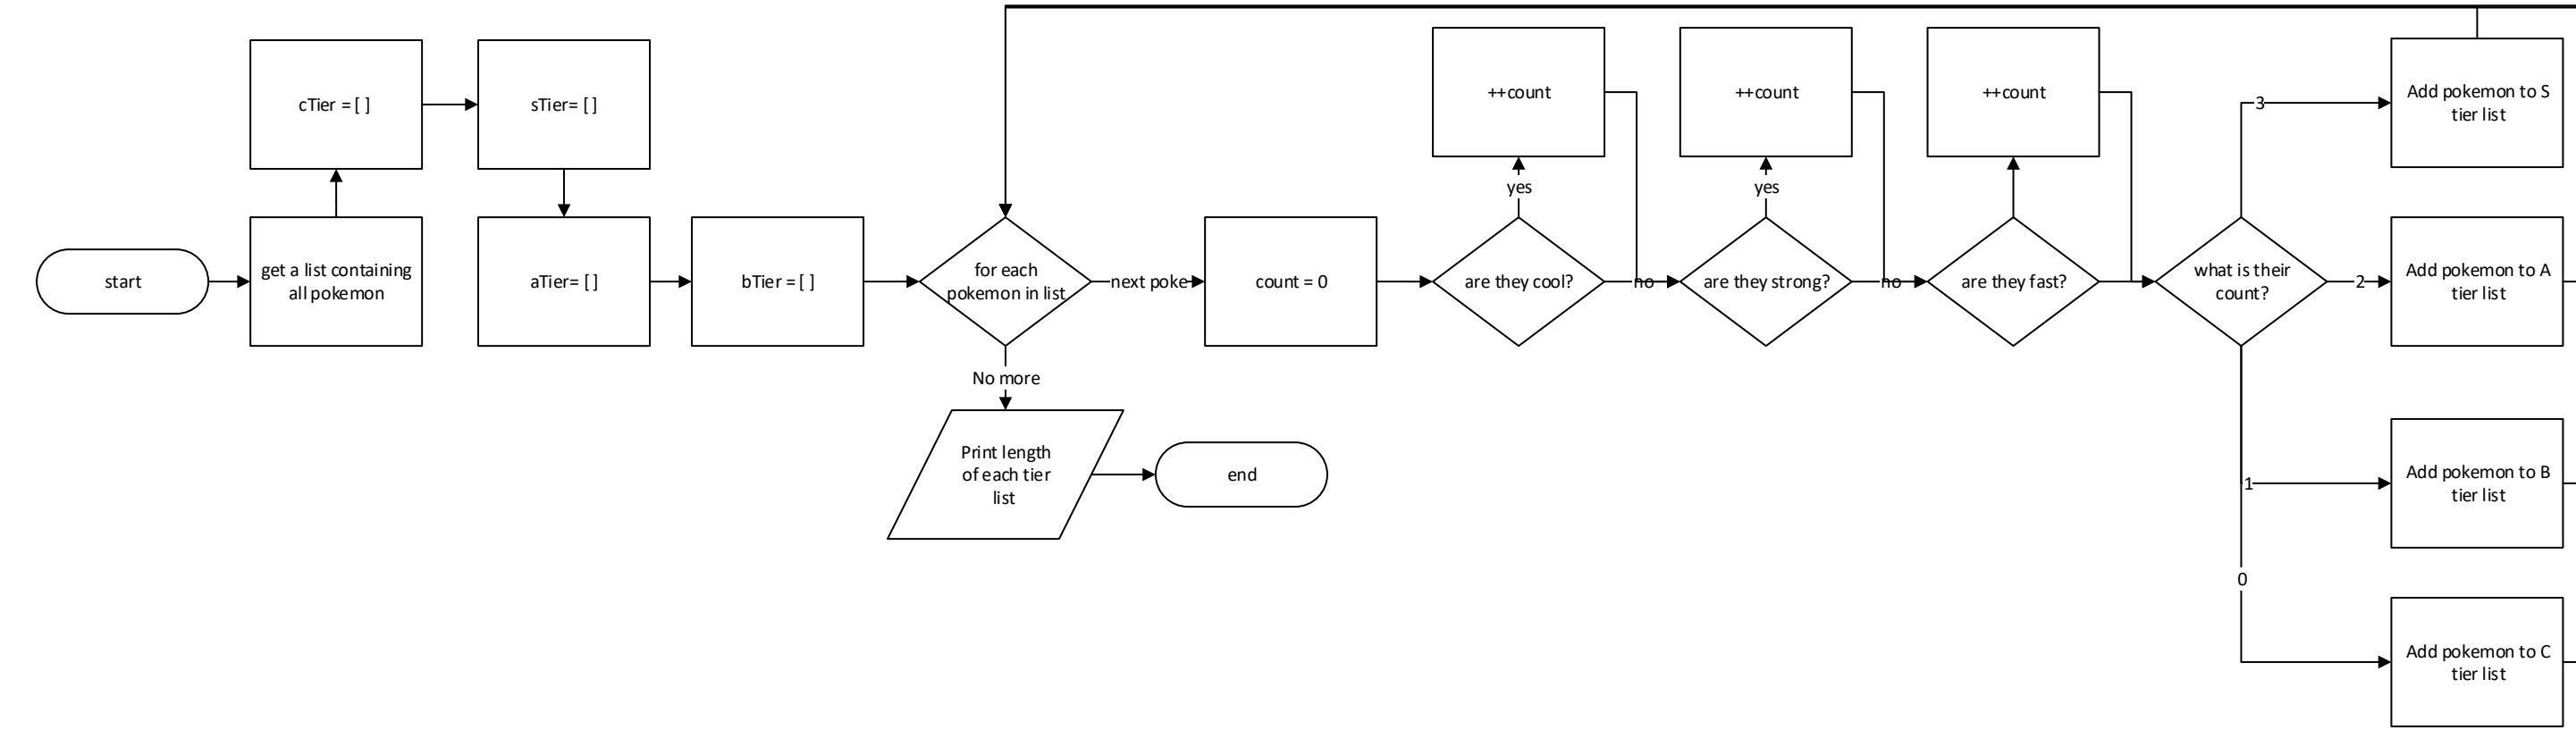 start
get a list containing
all pokemon
cTier = [ ]
sTier= [ ]
aTier= [ ]
bTier = [ ]
for each
pokemon in list
next poke
No more
Print length
of each tier
list
end
count = 0
are they cool?
yes
++count
no
are they strong?
yes
++count
no
are they fast?
++count
what is their
count?
3
Add pokemon to S
tier list
2
Add pokemon to A
tier list
1
Add pokemon to B
tier list
0
Add pokemon to C
tier list